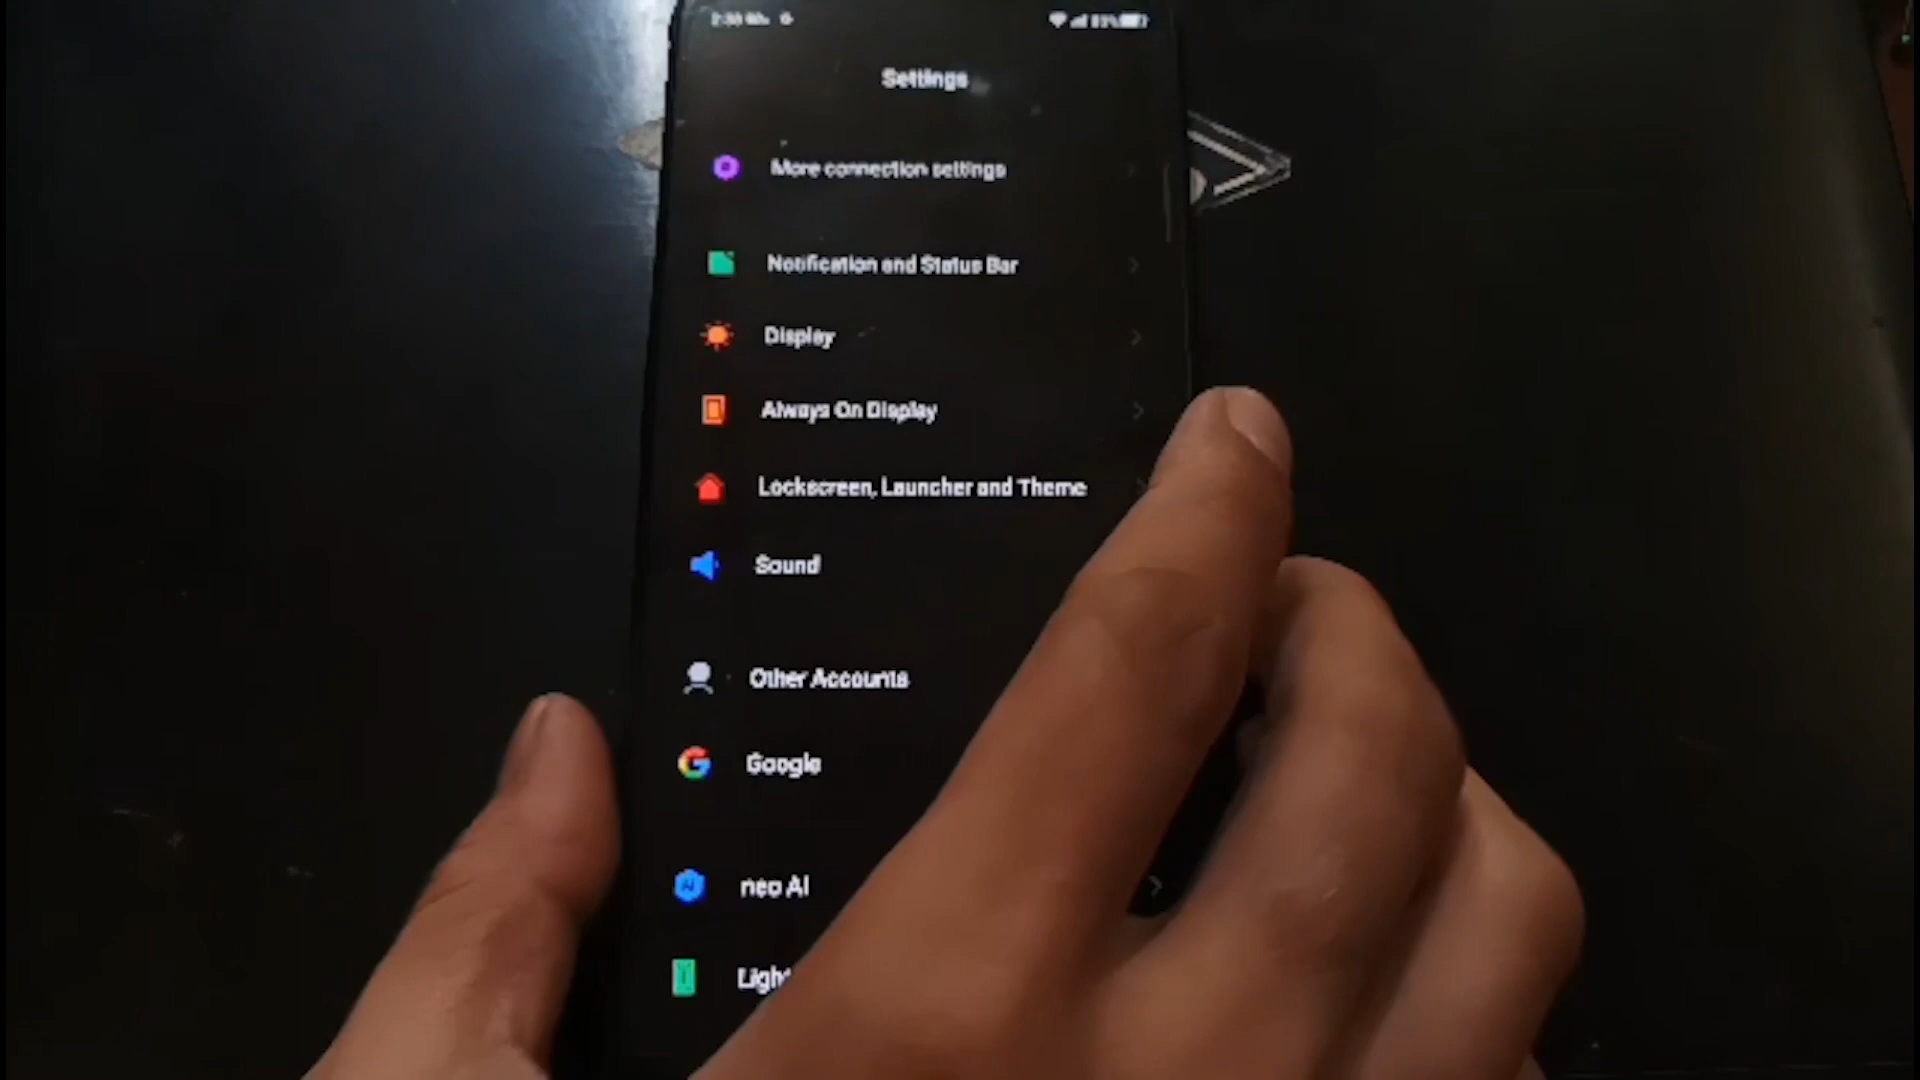 Settings
More connection settings
Notification and Status Bar
Display
Always On Display
Lockscreen, Launcher and Theme
Sound
Other Accounts
Google
neo AI
Light